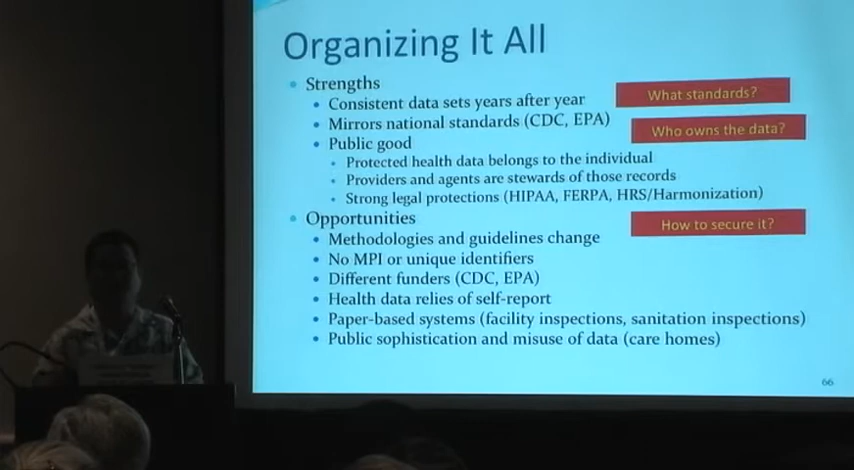 Organizing It All
• Strengths
• Consistent data sets years after year
What standards?
• Mirrors national standards (CDC, EPA)
Who owns the data?
• Public good
• Protected health data belongs to the individual
• Providers and agents are stewards of those records
• Strong legal protections (HIPAA, FERPA, HRS/Harmonization)
• Opportunities
How to secure it?
• Methodologies and guidelines change
• No MPI or unique identifiers
• Different funders (CDC, EPA)
• Health data relies of self-report
• Paper-based systems (facility inspections, sanitation inspections)
• Public sophistication and misuse of data (care homes)
66